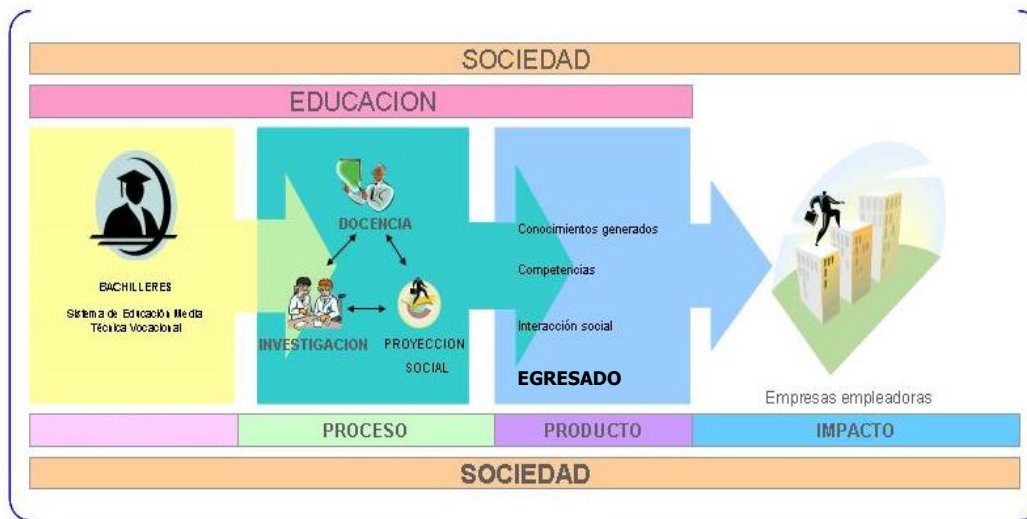 SOCIEDAD
EDUCACION
BACHILLERES
Sistema de Educación Media
Técnica Vocacional
DOCENCIA
INVESTIGACION
PROYECCION
SOCIAL
Conocimientos generados
Competencias
Interacción social
EGRESADO
Empresas empleadoras
PROCESO
PRODUCTO
IMPACTO
SOCIEDAD